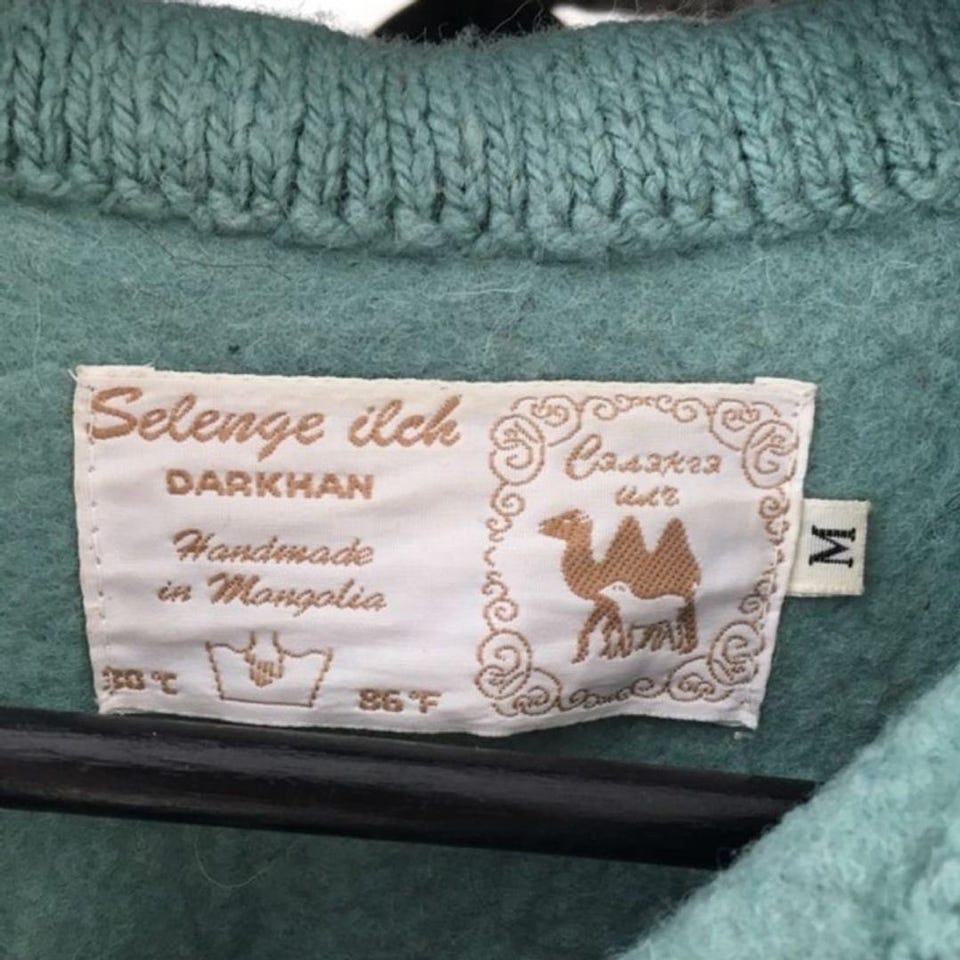 Selenge ilch
DARKHAN
Handmade
in Mongolia
30 °C
86 °F
Сэлэнгэ
илч
M